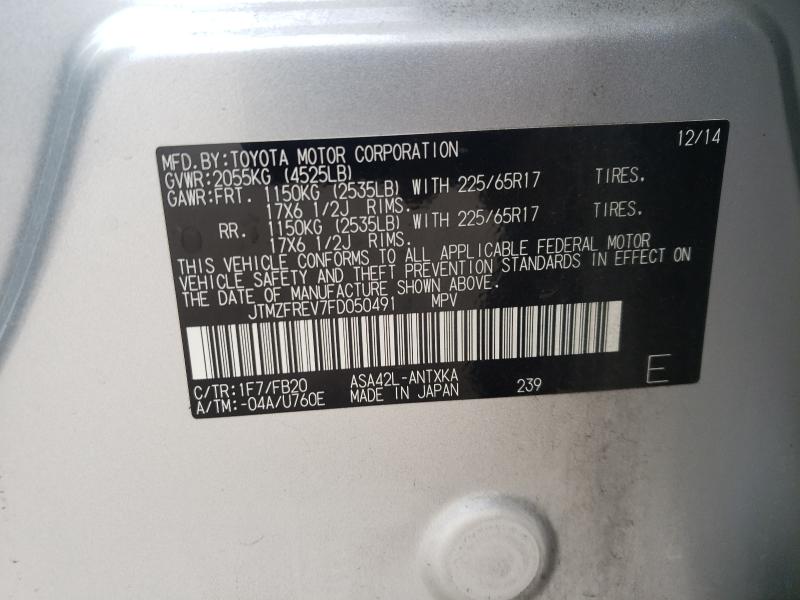 12/14
MFD.BY:TOYOTA MOTOR CORPORATION
GVWR:2055KG (4525LB)
GAWR:FRT. 1150KG (2535LB) WITH 225/65R17 TIRES.
17X6 1/2J RIMS.
RR. 1150KG (2535LB) WITH 225/65R17 TIRES.
17X6 1/2J RIMS.
THIS VEHICLE CONFORMS TO ALL APPLICABLE FEDERAL MOTOR
VEHICLE SAFETY AND THEFT PREVENTION STANDARDS IN EFFECT ON
THE DATE OF MANUFACTURE SHOWN ABOVE.
JTMZFREV7FD050491 MPV
C/TR:1F7/FB20 ASA42L-ANTXKA
A/TM:-04A/U760E MADE IN JAPAN 239
E